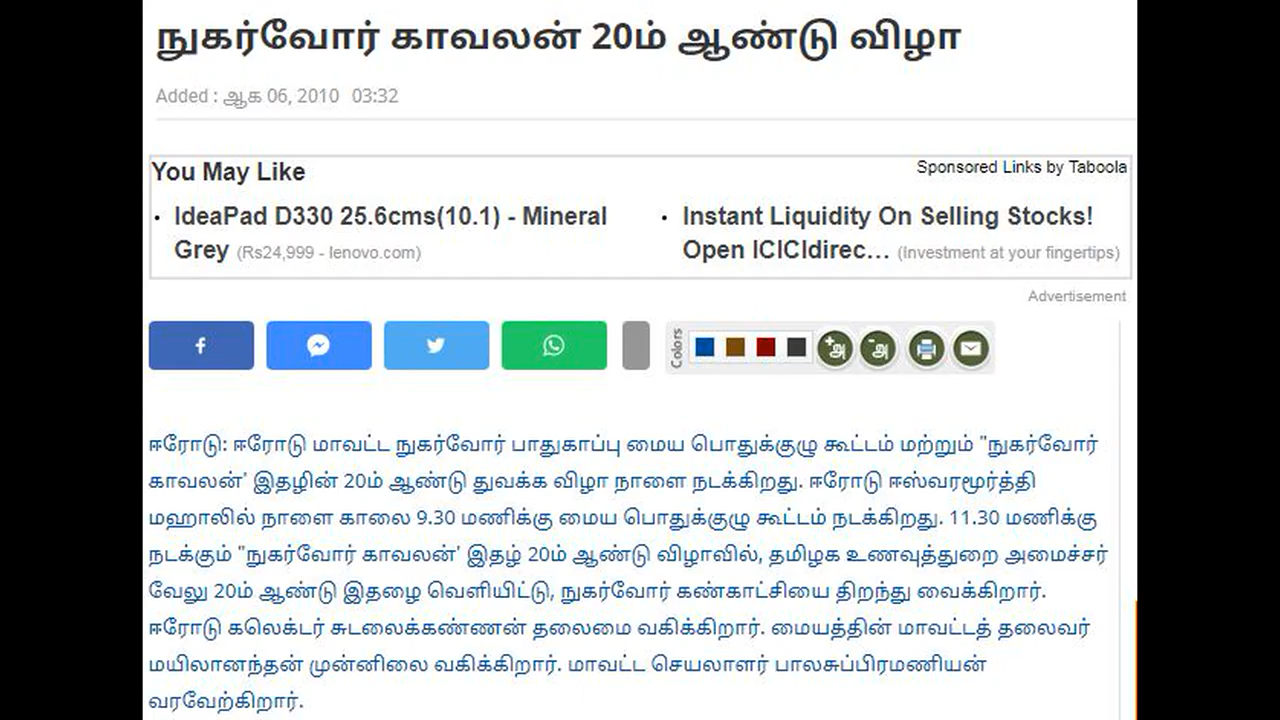 நுகர்வோர் காவலன் 20ம் ஆண்டு விழா
Added : ஆக 06, 2010 03:32
You May Like
Sponsored Links by Taboola
• IdeaPad D330 25.6cms(10.1) - Mineral
Grey (Rs24,999 - lenovo.com)
• Instant Liquidity On Selling Stocks!
Open ICICIdirec... (Investment at your fingertips)
Advertisement
Colors
+அ
-அ
ஈரோடு: ஈரோடு மாவட்ட நுகர்வோர் பாதுகாப்பு மைய பொதுக்குழு கூட்டம் மற்றும் "நுகர்வோர்
காவலன்' இதழின் 20ம் ஆண்டு துவக்க விழா நாளை நடக்கிறது. ஈரோடு ஈஸ்வரமூர்த்தி
மஹாலில் நாளை காலை 9.30 மணிக்கு மைய பொதுக்குழு கூட்டம் நடக்கிறது. 11.30 மணிக்கு
நடக்கும் "நுகர்வோர் காவலன்' இதழ் 20ம் ஆண்டு விழாவில், தமிழக உணவுத்துறை அமைச்சர்
வேலு 20ம் ஆண்டு இதழை வெளியிட்டு, நுகர்வோர் கண்காட்சியை திறந்து வைக்கிறார்.
ஈரோடு கலெக்டர் சுடலைக்கண்ணன் தலைமை வகிக்கிறார். மையத்தின் மாவட்டத் தலைவர்
மயிலானந்தன் முன்னிலை வகிக்கிறார். மாவட்ட செயலாளர் பாலசுப்பிரமணியன்
வரவேற்கிறார்.